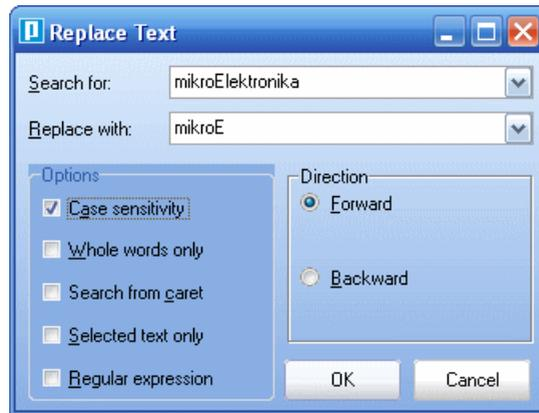 Replace Text
Search for: mikroElektronika
Replace with: mikroE
Options
Case sensitivity
Whole words only
Search from caret
Selected text only
Regular expression
Direction
Forward
Backward
OK Cancel